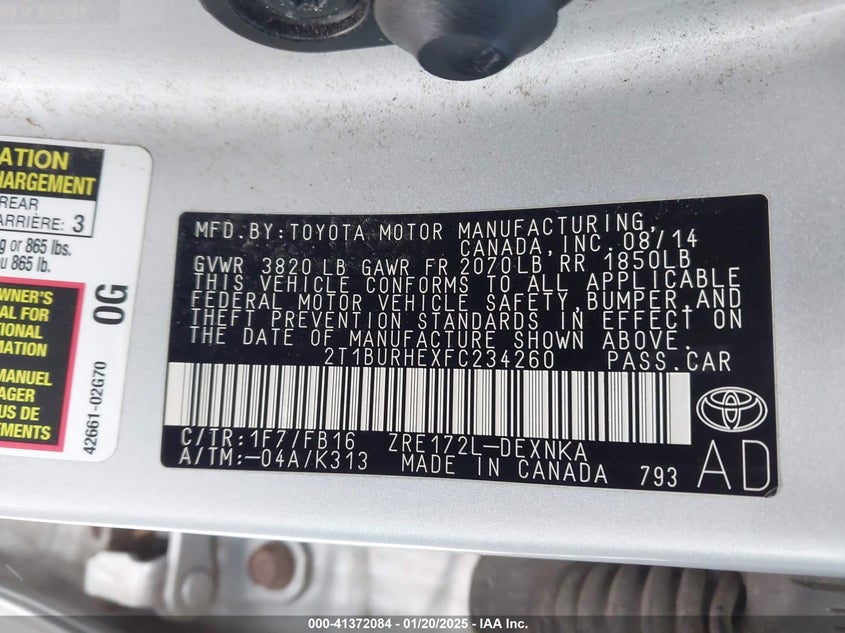 ATION
HARGEMENT
REAR
ARRIÈRE: 3
g or 865 lbs.
u 865 lb.
OWNER'S
AL FOR
TIONAL
MATION
MANUEL
AGER
US DE
EMENTS
0G
42661-02G70
MFD.BY:TOYOTA MOTOR MANUFACTURING,
CANADA,INC.08/14
GVWR 3820LB GAWR FR 2070LB,RR 1850LB
THIS VEHICLE CONFORMS TO ALL APPLICABLE
FEDERAL MOTOR VEHICLE SAFETY,BUMPER,AND
THEFT PREVENTION STANDARDS IN EFFECT ON
THE DATE OF MANUFACTURE SHOWN ABOVE.
2T1BURHEXFC234260 PASS.CAR
C/TR:1F7/FB16 ZRE172L-DEXNKA
A/TM:-04A/K313 MADE IN CANADA 793
AD
000-41372084 - 01/20/2025 - IAA Inc.